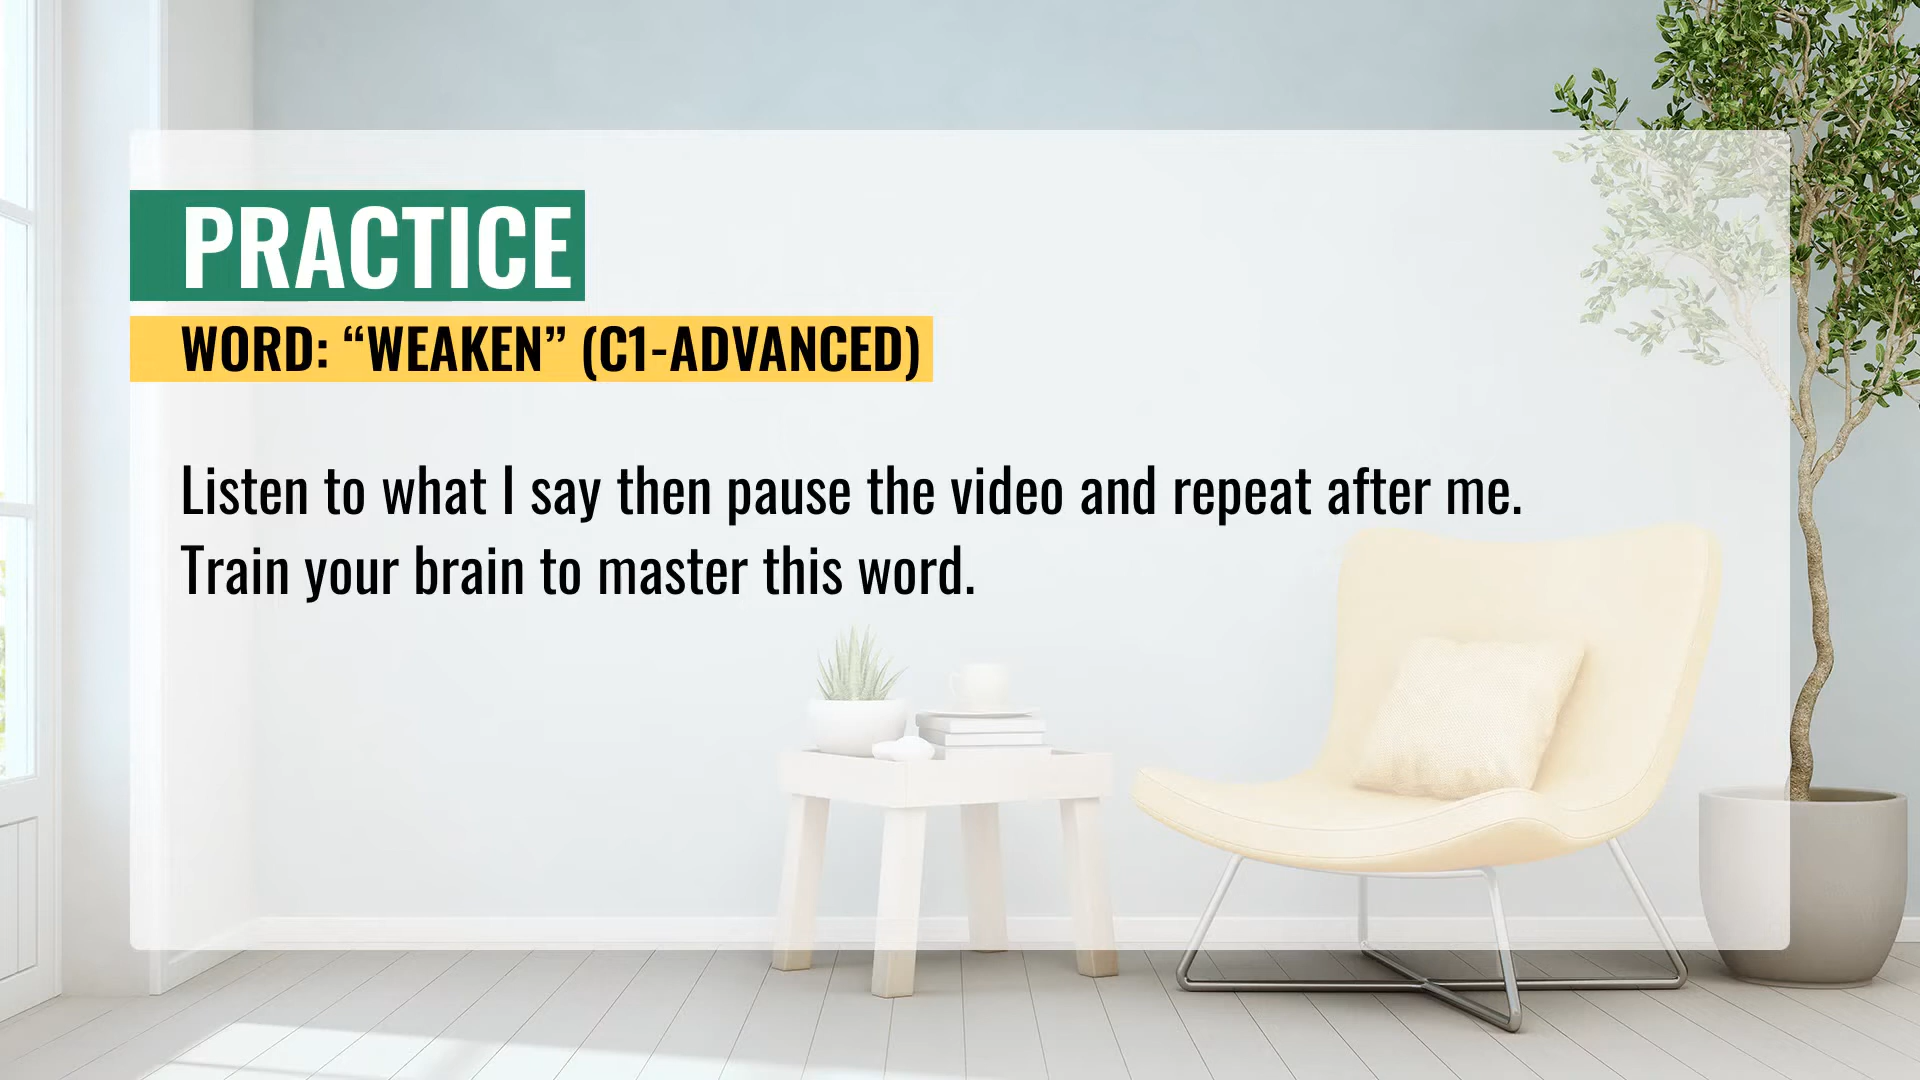 PRACTICE
WORD: “WEAKEN” (C1-ADVANCED)
Listen to what I say then pause the video and repeat after me.
Train your brain to master this word.